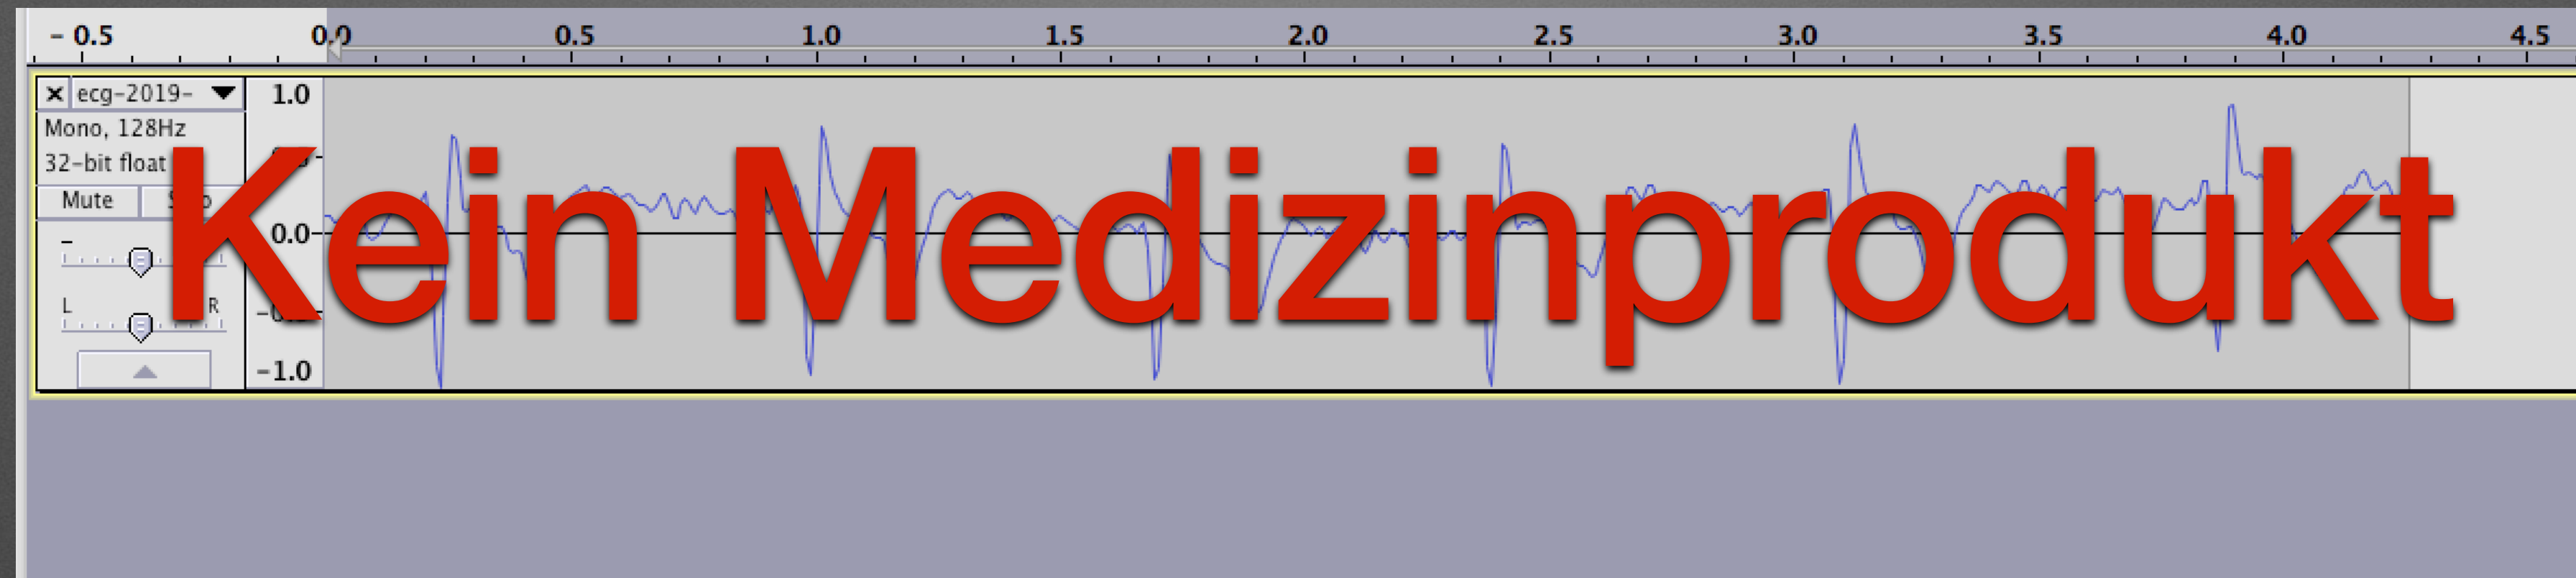 - 0.5 0.0 0.5 1.0 1.5 2.0 2.5 3.0 3.5 4.0 4.5
× ecg-2019- 1.0
Mono, 128Hz
32-bit float
Mute
Kein Medizinprodukt
- 0.0
L R
-1.0